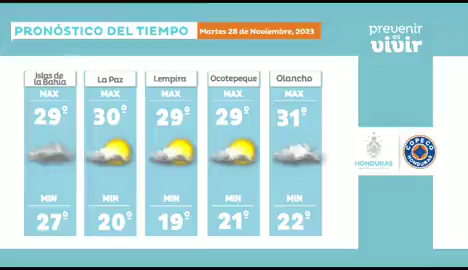 PRONÓSTICO DEL TIEMPO
Martes 28 de Noviembre, 2023
prevenir
es
vivir
Islas de
la Bahía
La Paz
Lempira
Ocotepeque
Olancho
MAX
MAX
MAX
MAX
MAX
29º
30º
29º
29º
31º
MIN
MIN
MIN
MIN
MIN
27º
20º
19º
21º
22º
HONDURAS
COPECO
HONDURAS